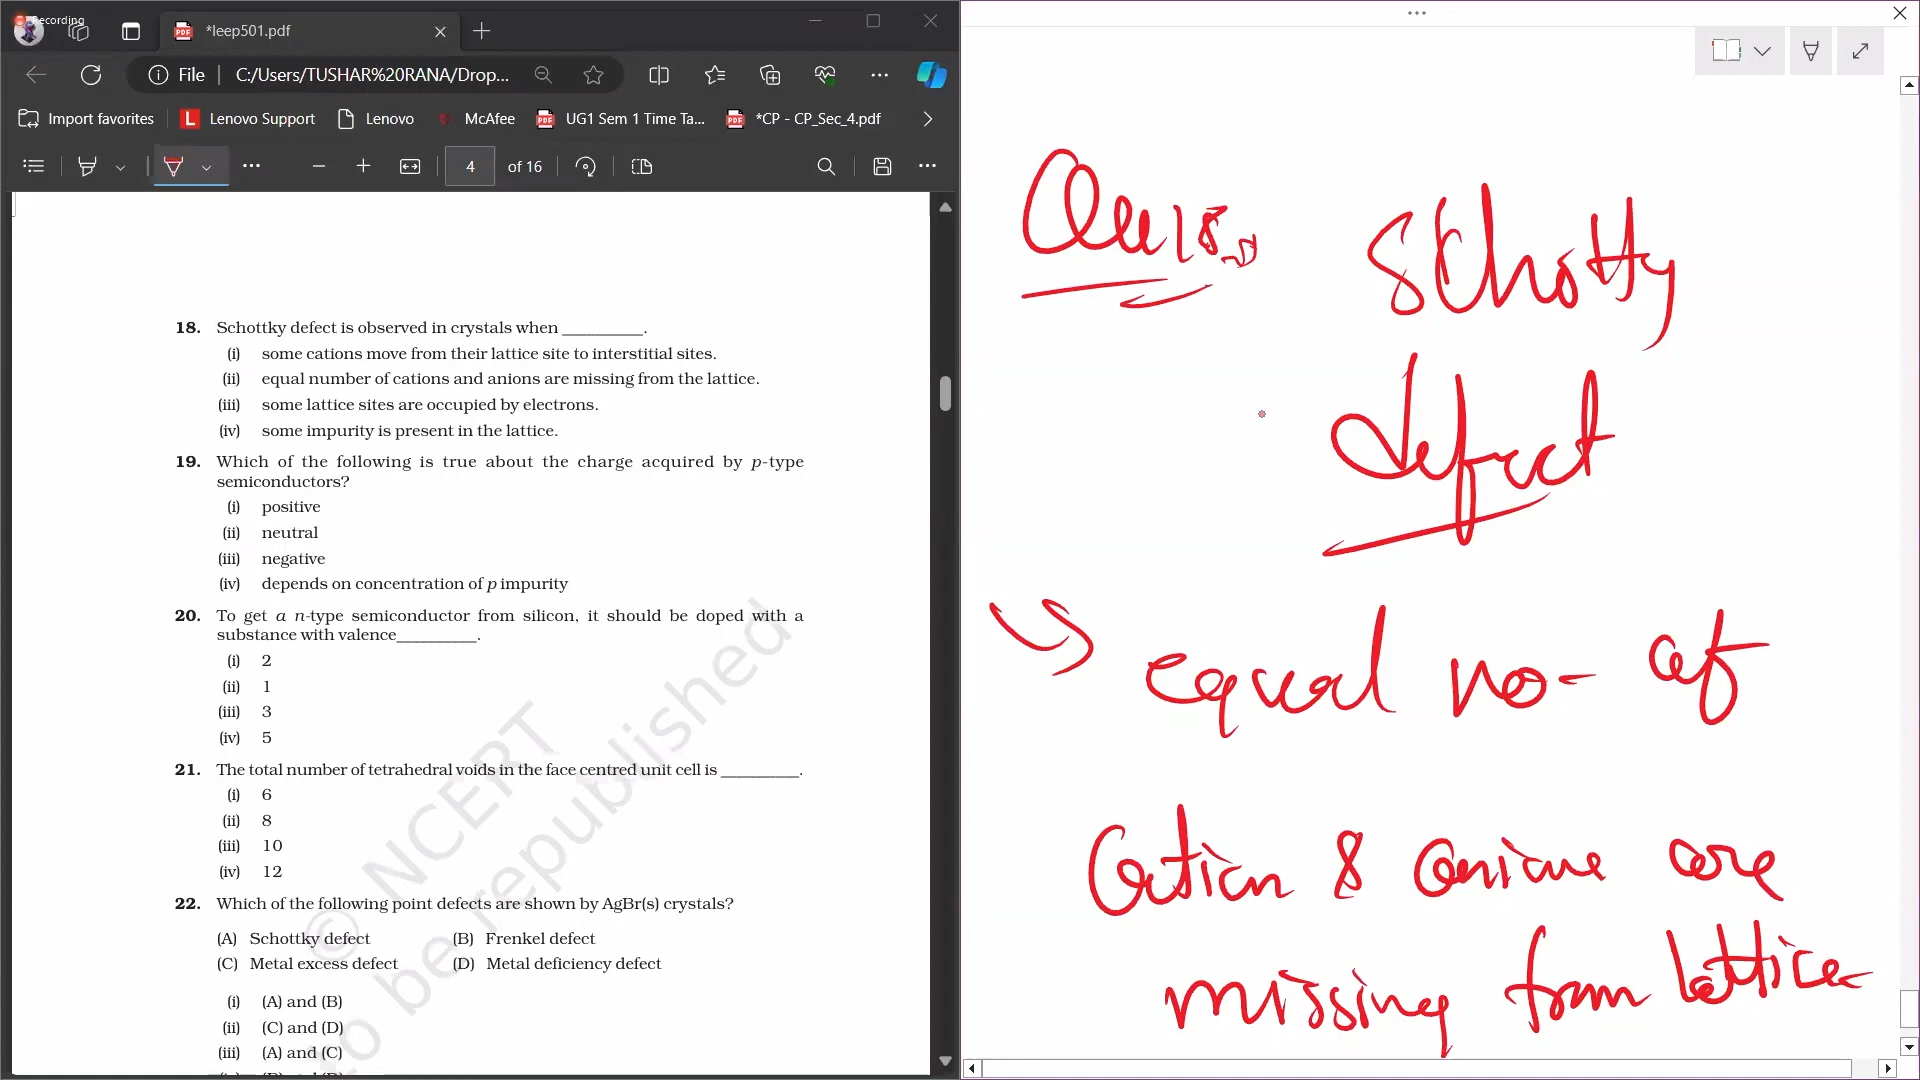 Recording
*leep501.pdf
File
C:/Users/TUSHAR%20RANA/Drop...
Import favorites
Lenovo Support
Lenovo
McAfee
UG1 Sem 1 Time Ta...
*CP - CP_Sec_4.pdf
4 of 16
18. Schottky defect is observed in crystals when __________.
(i) some cations move from their lattice site to interstitial sites.
(ii) equal number of cations and anions are missing from the lattice.
(iii) some lattice sites are occupied by electrons.
(iv) some impurity is present in the lattice.
19. Which of the following is true about the charge acquired by p-type
semiconductors?
(i) positive
(ii) neutral
(iii) negative
(iv) depends on concentration of p impurity
20. To get a n-type semiconductor from silicon, it should be doped with a
substance with valence__________.
(i) 2
(ii) 1
(iii) 3
(iv) 5
21. The total number of tetrahedral voids in the face centred unit cell is __________.
(i) 6
(ii) 8
(iii) 10
(iv) 12
22. Which of the following point defects are shown by AgBr(s) crystals?
(A) Schottky defect (B) Frenkel defect
(C) Metal excess defect (D) Metal deficiency defect
(i) (A) and (B)
(ii) (C) and (D)
(iii) (A) and (C)
© NCERT
to be republished
Schotty
defect
equal no- of
Cation & anions are
missing from lattice